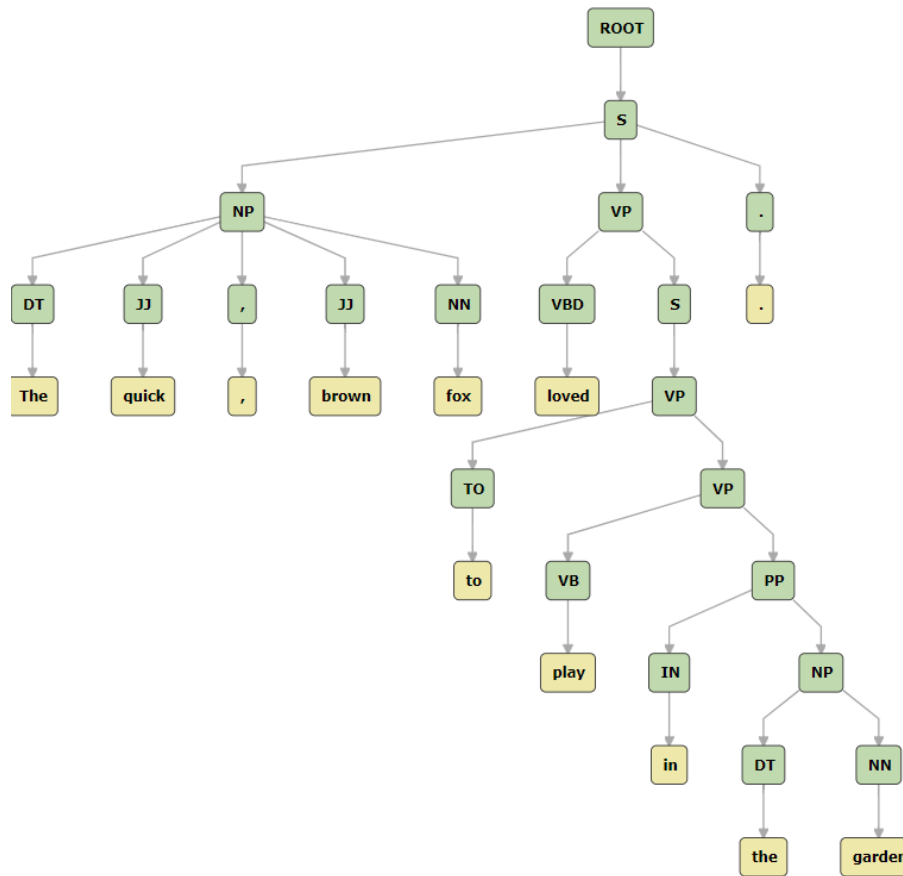 ROOT
S
NP VP .
DT JJ , JJ NN VBD S .
The quick , brown fox loved VP
TO VP
to VB PP
play IN NP
in DT NN
the garden